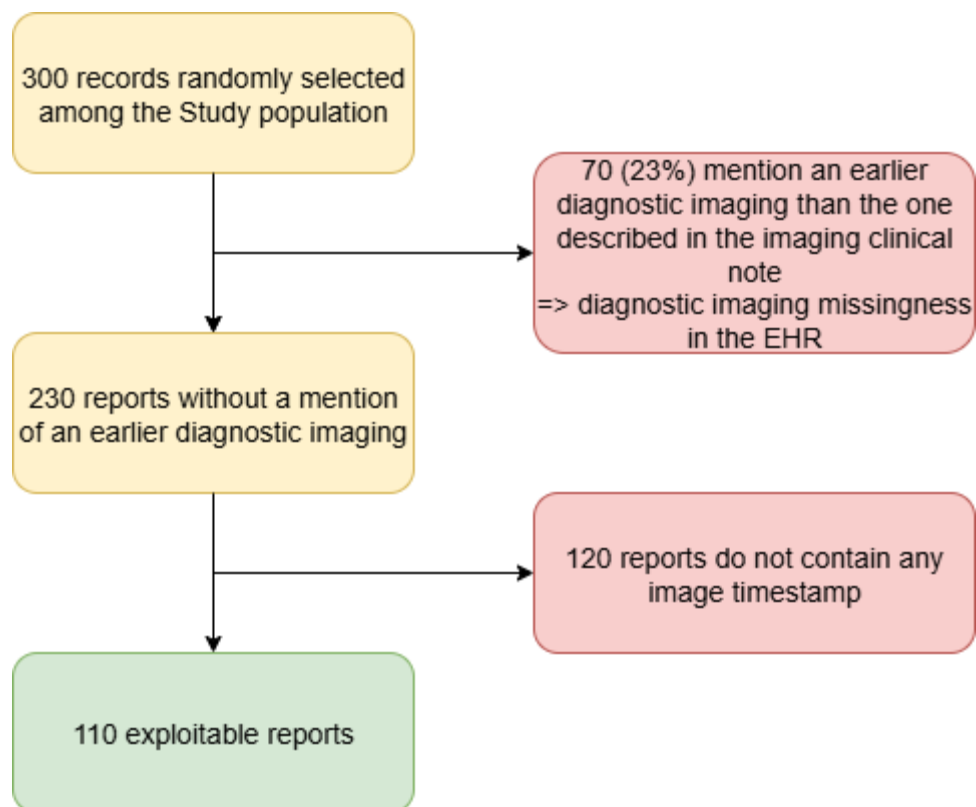 300 records randomly selected
among the Study population
70 (23%) mention an earlier
diagnostic imaging than the one
described in the imaging clinical
note
=> diagnostic imaging missingness
in the EHR
230 reports without a mention
of an earlier diagnostic imaging
120 reports do not contain any
image timestamp
110 exploitable reports